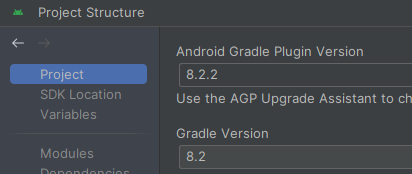 Project Structure
Project
SDK Location
Variables
Modules
Dependencies
Android Gradle Plugin Version
8.2.2
Use the AGP Upgrade Assistant to ch
Gradle Version
8.2